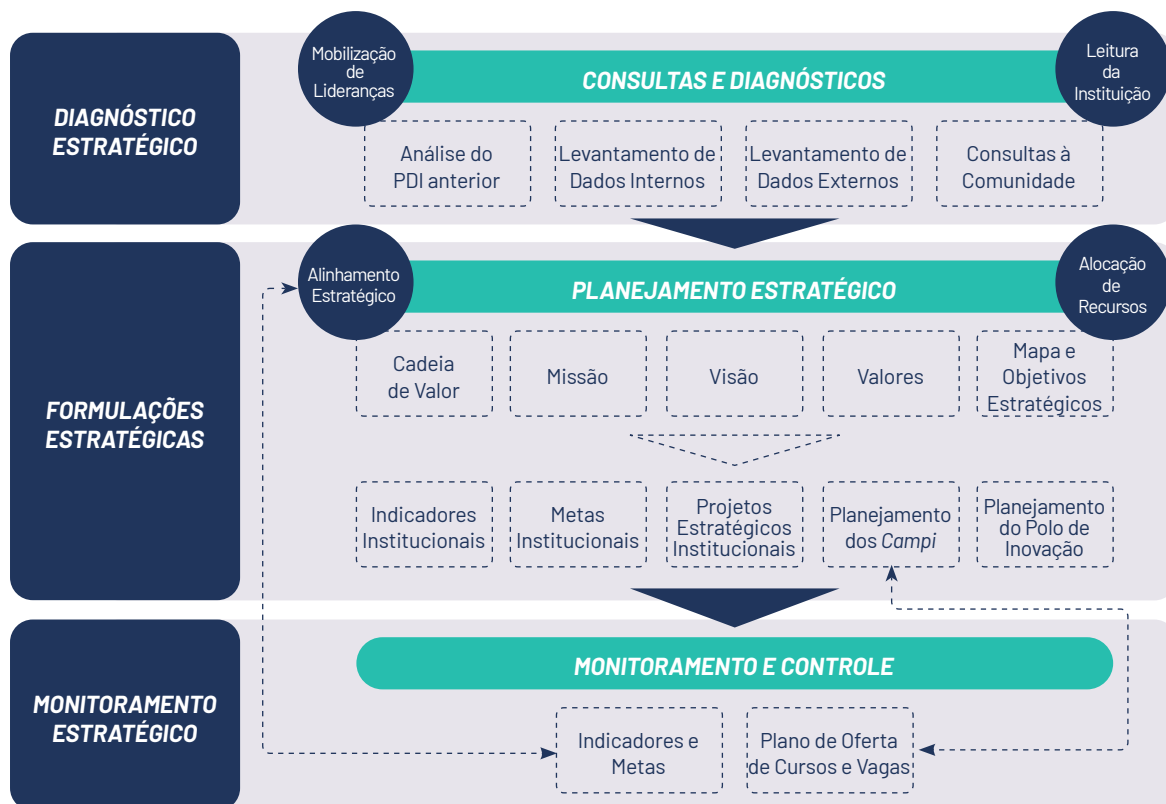 DIAGNÓSTICO
ESTRATÉGICO
Mobilização
de
Lideranças
CONSULTAS E DIAGNÓSTICOS
Leitura
da
Instituição
Análise do
PDI anterior
Levantamento de
Dados Internos
Levantamento de
Dados Externos
Consultas à
Comunidade
FORMULAÇÕES
ESTRATÉGICAS
Alinhamento
Estratégico
PLANEJAMENTO ESTRATÉGICO
Alocação
de
Recursos
Cadeia
de Valor
Missão
Visão
Valores
Mapa e
Objetivos
Estratégicos
Indicadores
Institucionais
Metas
Institucionais
Projetos
Estratégicos
Institucionais
Planejamento
dos Campi
Planejamento
do Polo de
Inovação
MONITORAMENTO
ESTRATÉGICO
MONITORAMENTO E CONTROLE
Indicadores e
Metas
Plano de Oferta
de Cursos e Vagas